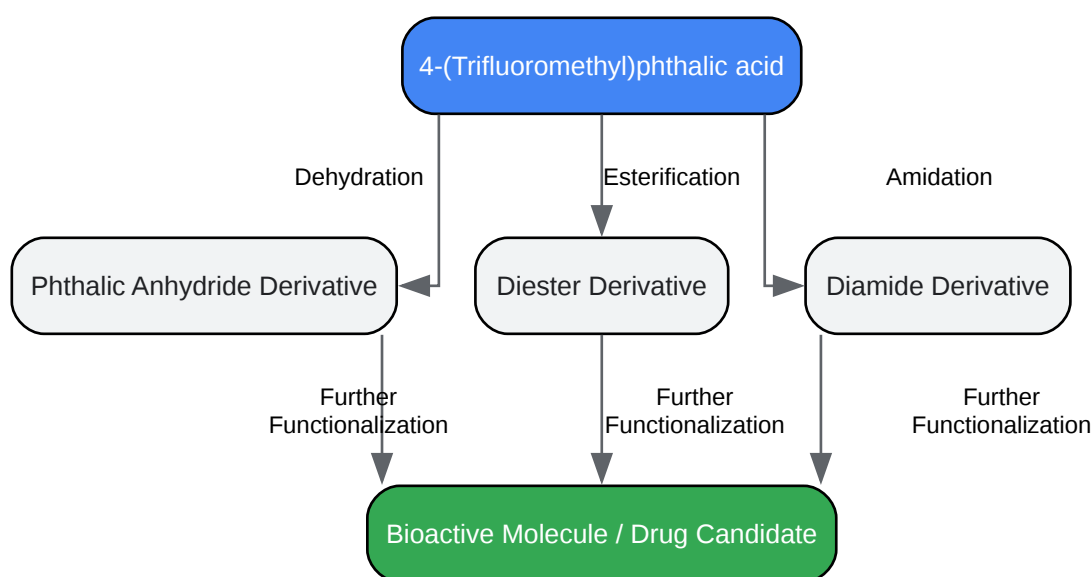 4-(Trifluoromethyl)phthalic acid
Dehydration
Esterification
Amidation
Phthalic Anhydride Derivative
Diester Derivative
Diamide Derivative
Further
Functionalization
Further
Functionalization
Further
Functionalization
Bioactive Molecule / Drug Candidate